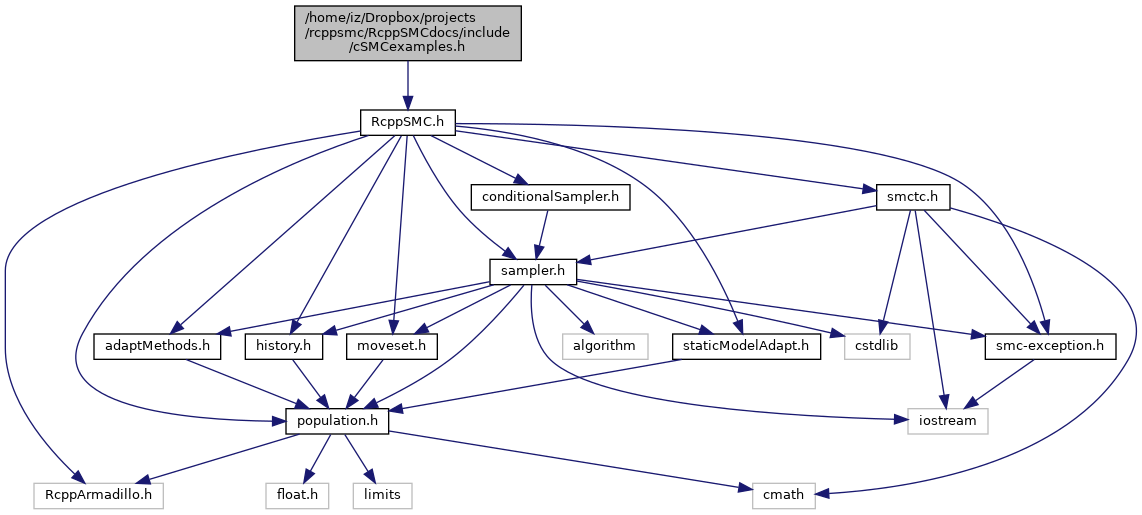 /home/iz/Dropbox/projects
/rcppsmc/RcppSMCdocs/include
/cSMCexamples.h
RcppSMC.h
conditionalSampler.h
smctc.h
sampler.h
adaptMethods.h
history.h
moveset.h
algorithm
staticModelAdapt.h
cstdlib
smc-exception.h
population.h
iostream
RcppArmadillo.h
float.h
limits
cmath